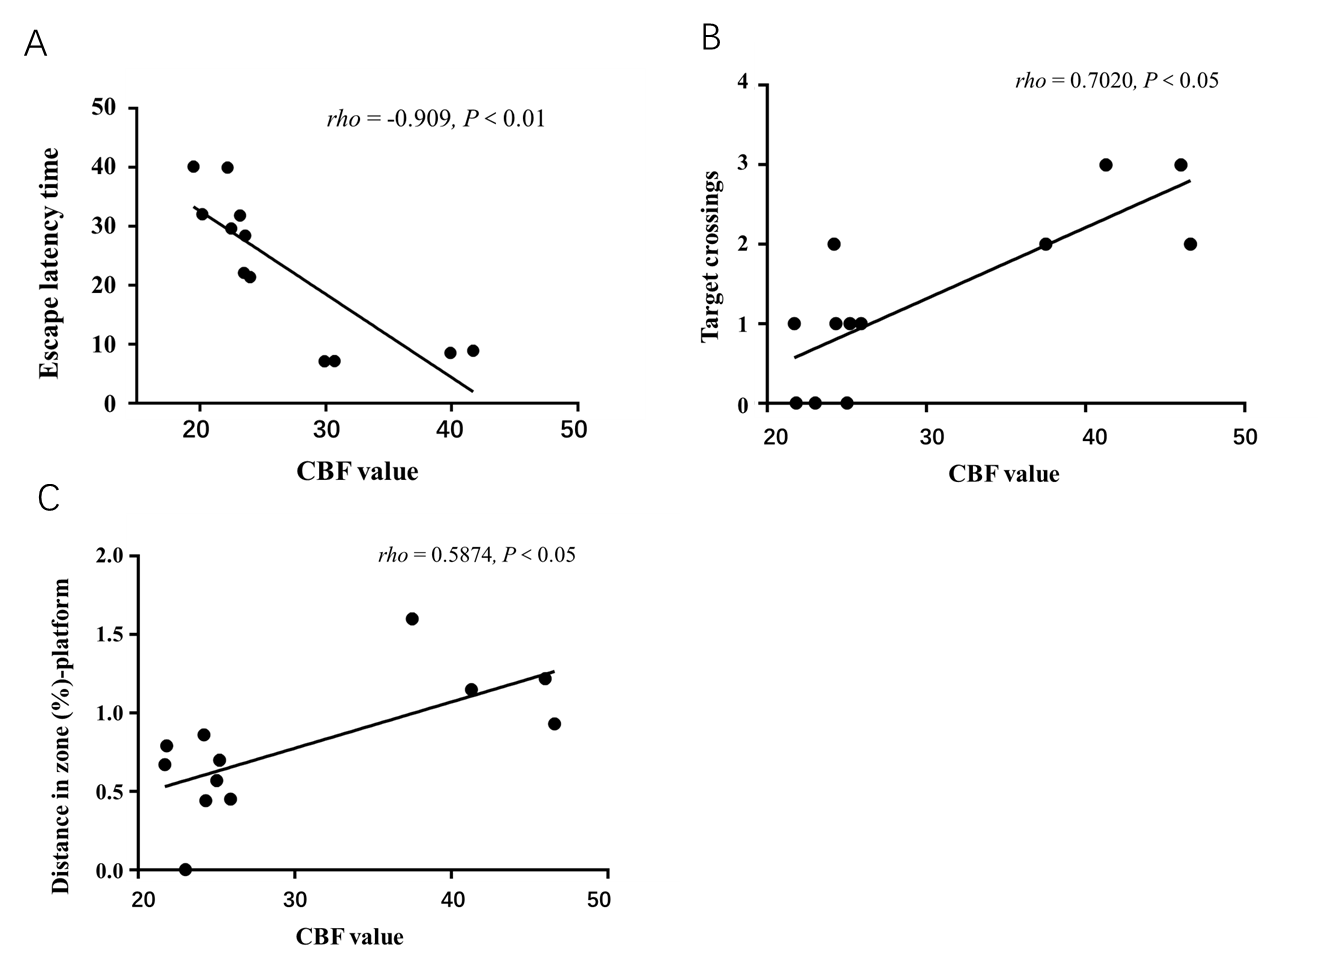 A
rho = -0.909, P < 0.01
50
40
30
20
10
0
Escape latency time
20 30 40 50
CBF value
B
rho = 0.7020, P < 0.05
4
3
2
1
0
Target crossings
20 30 40 50
CBF value
C
rho = 0.5874, P < 0.05
2.0
1.5
1.0
0.5
0.0
Distance in zone (%)-platform
20 30 40 50
CBF value